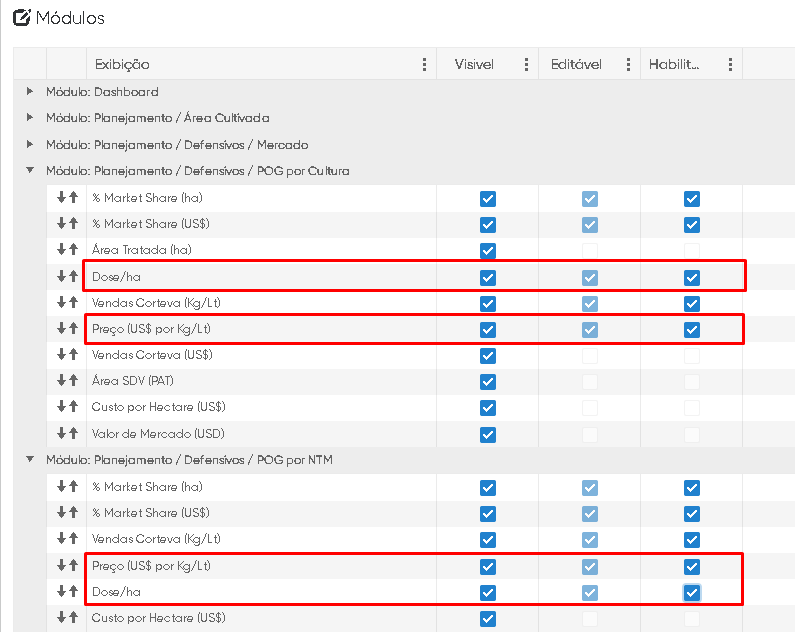 Módulos
Exibição Visivel Editável Habilit...
Módulo: Dashboard
Módulo: Planejamento / Área Cultivada
Módulo: Planejamento / Defensivos / Mercado
Módulo: Planejamento / Defensivos / POG por Cultura
% Market Share (ha)
% Market Share (US$)
Área Tratada (ha)
Dose/ha
Vendas Corteva (Kg/Lt)
Preço (US$ por Kg/Lt)
Vendas Corteva (US$)
Área SDV (PAT)
Custo por Hectare (US$)
Valor de Mercado (USD)
Módulo: Planejamento / Defensivos / POG por NTM
% Market Share (ha)
% Market Share (US$)
Vendas Corteva (Kg/Lt)
Preço (US$ por Kg/Lt)
Dose/ha
Custo por Hectare (US$)